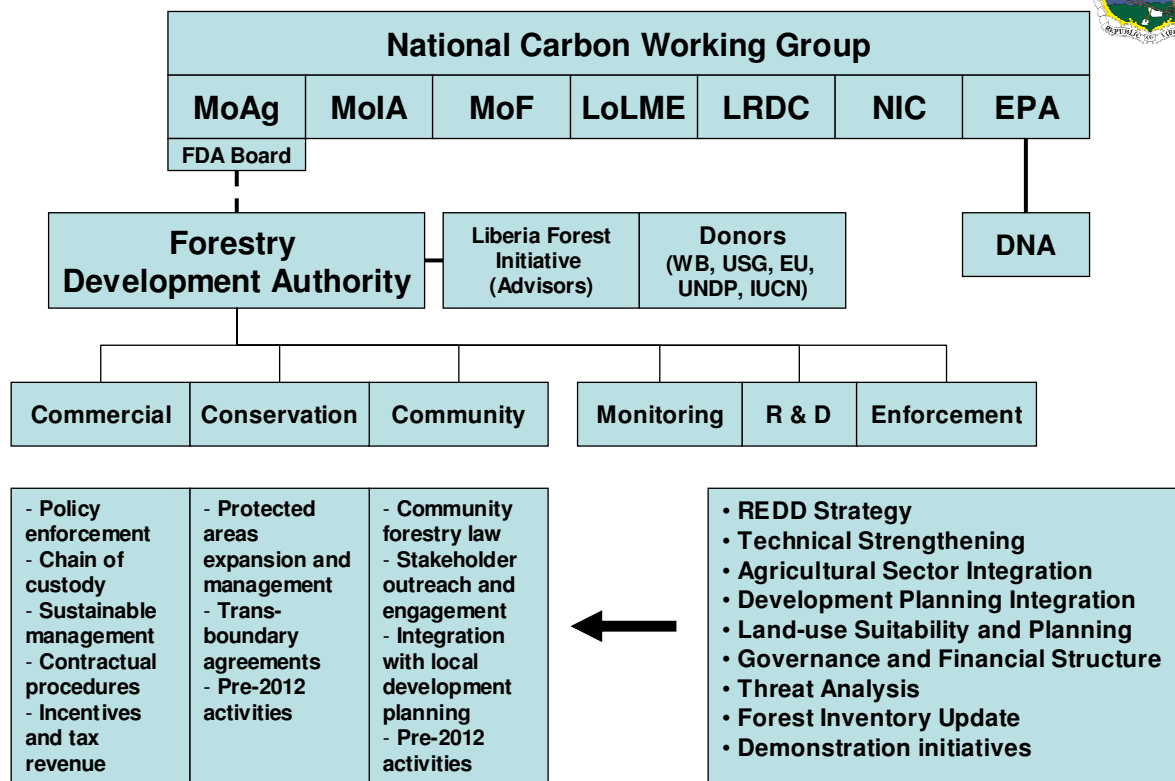 REPUBLIC OF
National Carbon Working Group
MoAg MoIA MoF LoLME LRDC NIC EPA
FDA Board
Forestry
Development Authority
Liberia Forest
Initiative
(Advisors)
Donors
(WB, USG, EU,
UNDP, IUCN)
DNA
Commercial Conservation Community Monitoring R & D Enforcement
- Policy
enforcement
- Chain of
custody
- Sustainable
management
- Contractual
procedures
- Incentives
and tax
revenue
- Protected
areas
expansion and
management
- Trans-
boundary
agreements
- Pre-2012
activities
- Community
forestry law
- Stakeholder
outreach and
engagement
- Integration
with local
development
planning
- Pre-2012
activities
• REDD Strategy
• Technical Strengthening
• Agricultural Sector Integration
• Development Planning Integration
• Land-use Suitability and Planning
• Governance and Financial Structure
• Threat Analysis
• Forest Inventory Update
• Demonstration initiatives